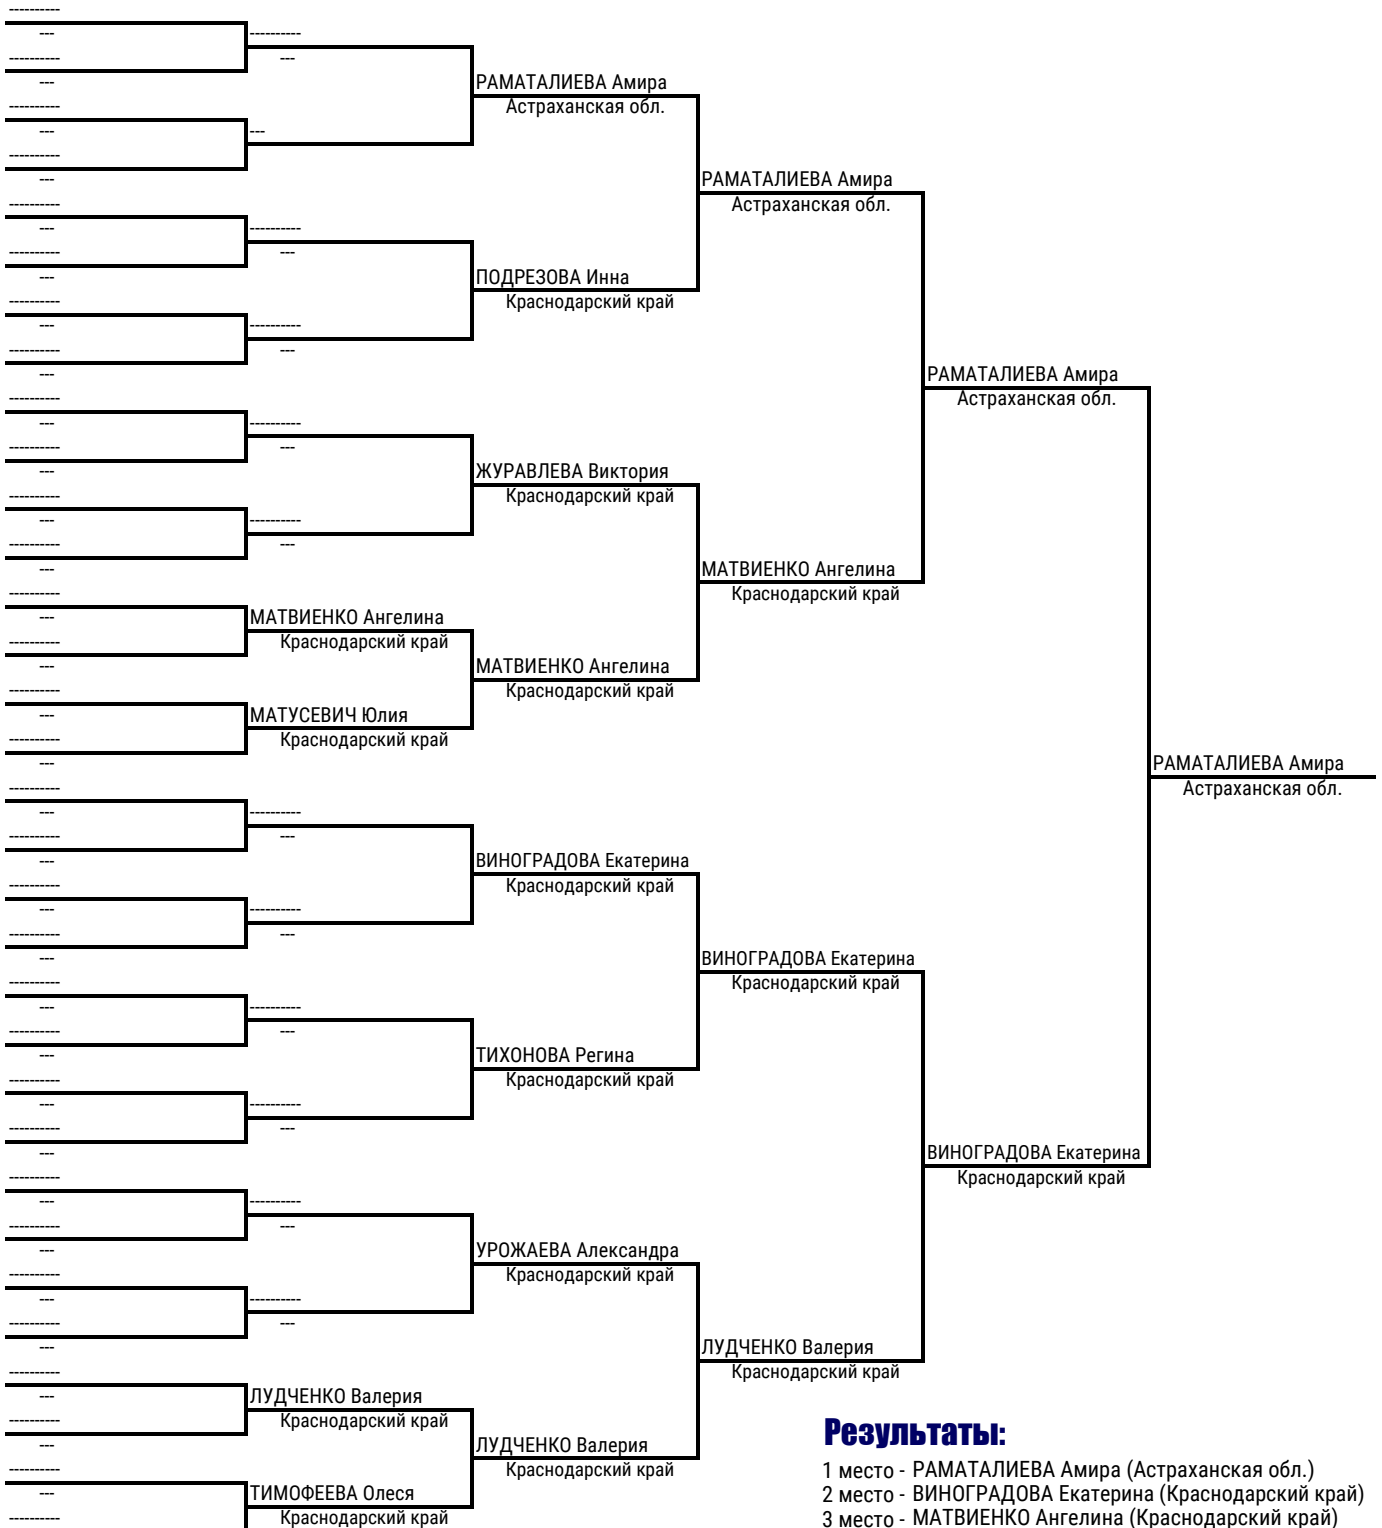 ----------
---
----------
---
РАМАТАЛИЕВА Амира
Астраханская обл.
---
РАМАТАЛИЕВА Амира
Астраханская обл.
----------
---
ПОДРЕЗОВА Инна
Краснодарский край
----------
---
РАМАТАЛИЕВА Амира
Астраханская обл.
----------
---
ЖУРАВЛЕВА Виктория
Краснодарский край
----------
---
МАТВИЕНКО Ангелина
Краснодарский край
МАТВИЕНКО Ангелина
Краснодарский край
МАТВИЕНКО Ангелина
Краснодарский край
МАТУСЕВИЧ Юлия
Краснодарский край
РАМАТАЛИЕВА Амира
Астраханская обл.
----------
---
ВИНОГРАДОВА Екатерина
Краснодарский край
----------
---
ВИНОГРАДОВА Екатерина
Краснодарский край
----------
---
ТИХОНОВА Регина
Краснодарский край
----------
---
ВИНОГРАДОВА Екатерина
Краснодарский край
----------
---
УРОЖАЕВА Александра
Краснодарский край
----------
---
ЛУДЧЕНКО Валерия
Краснодарский край
ЛУДЧЕНКО Валерия
Краснодарский край
ЛУДЧЕНКО Валерия
Краснодарский край
ТИМОФЕЕВА Олеся
Краснодарский край
Результаты:
1 место - РАМАТАЛИЕВА Амира (Астраханская обл.)
2 место - ВИНОГРАДОВА Екатерина (Краснодарский край)
3 место - МАТВИЕНКО Ангелина (Краснодарский край)